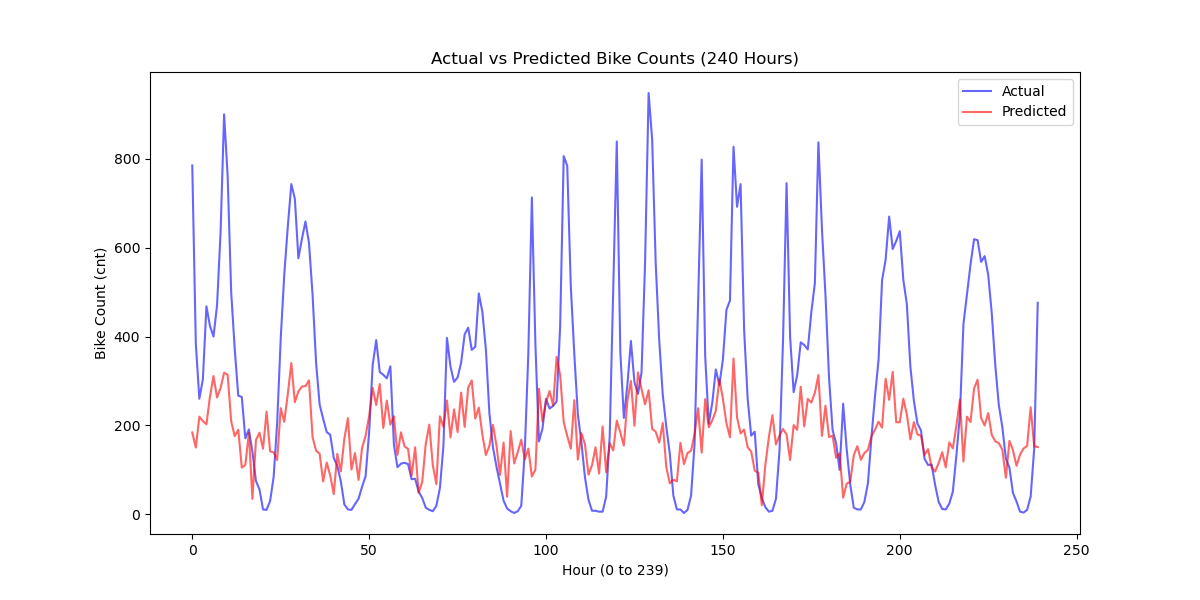 Actual vs Predicted Bike Counts (240 Hours)
Actual
Predicted
800
600
400
200
0
Bike Count (cnt)
0 50 100 150 200 250
Hour (0 to 239)